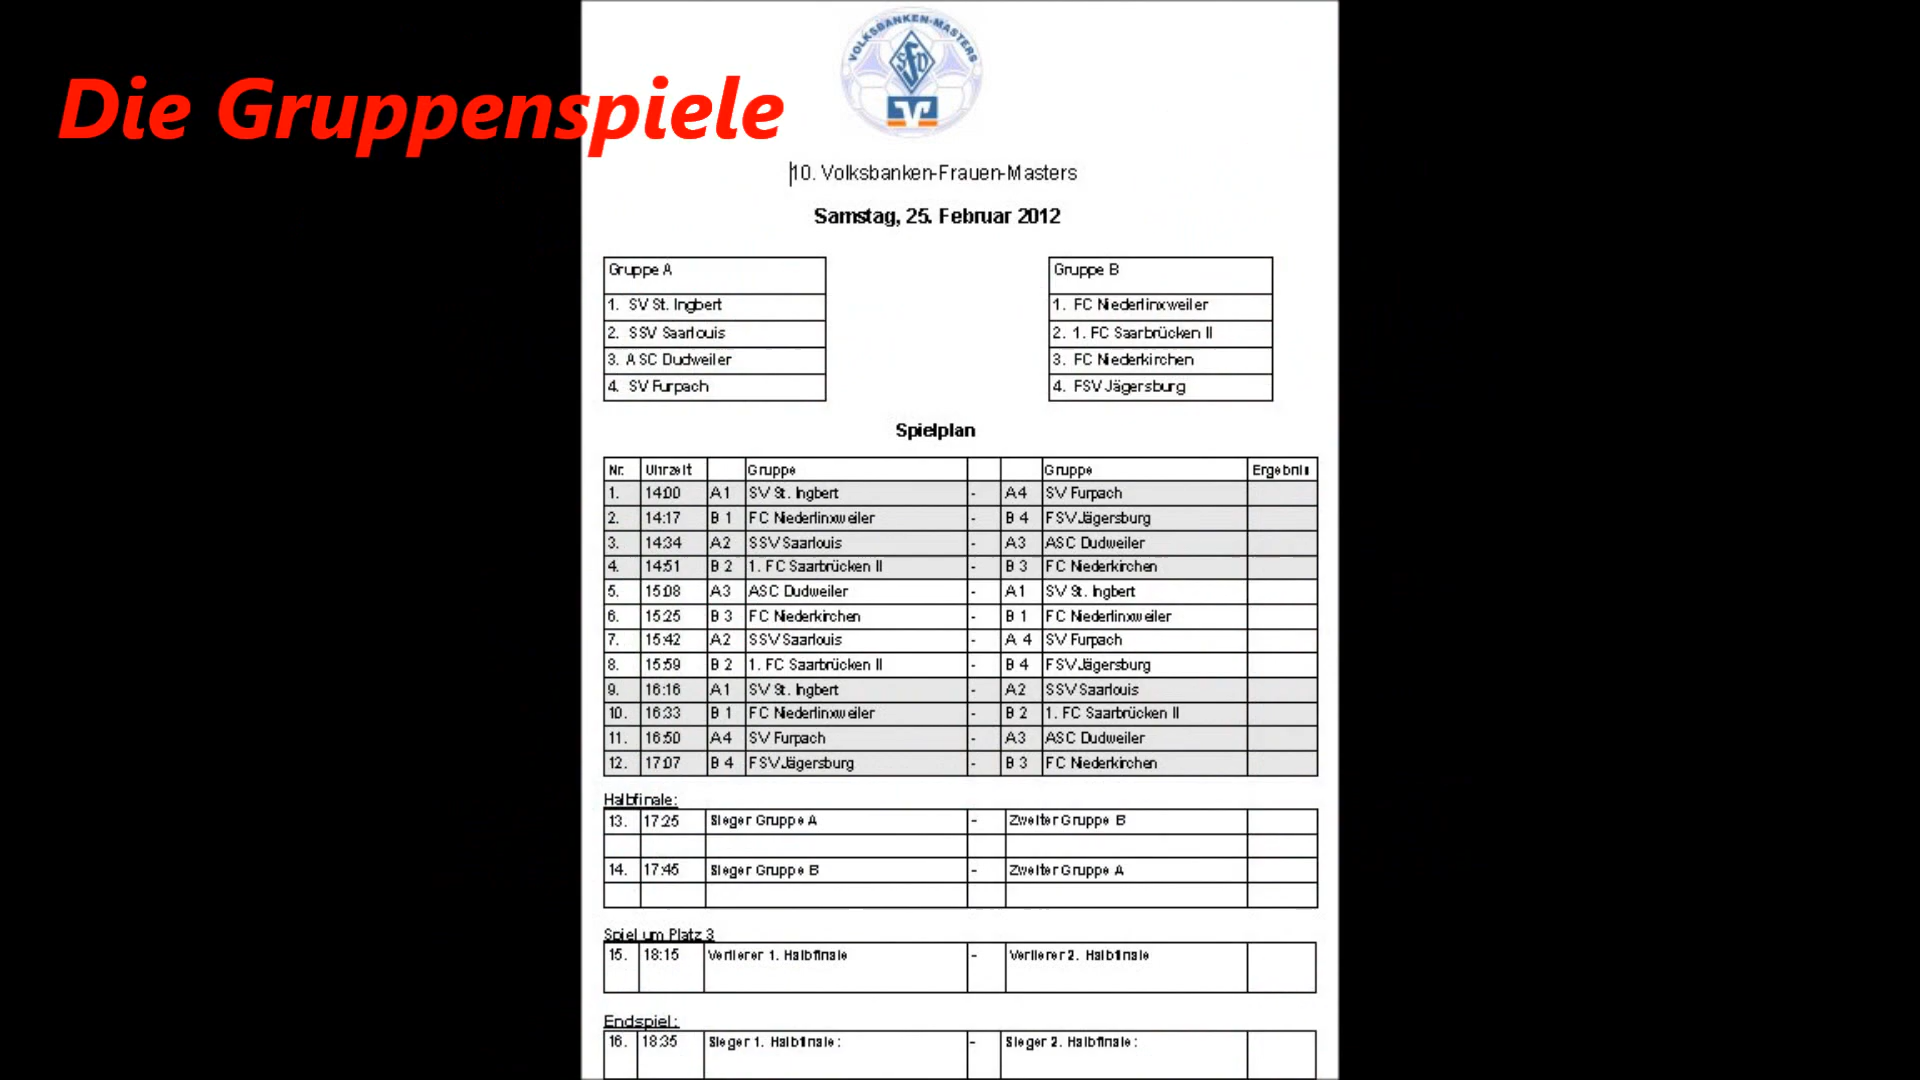 Die Gruppenspiele
VOLKSBANKEN-MASTERS
SFD
10. Volksbanken-Frauen-Masters
Samstag, 25. Februar 2012
Gruppe A
1. SV St. Ingbert
2. SSV Saarlouis
3. ASC Dudweiler
4. SV Furpach
Gruppe B
1. FC Niederlinxweiler
2. 1. FC Saarbrücken II
3. FC Niederkirchen
4. FSV Jägersburg
Spielplan
Nr. Uhrzeit Gruppe Gruppe Ergebnis
1. 14:00 A1 SV St. Ingbert - A4 SV Furpach
2. 14:17 B 1 FC Niederlinxweiler - B 4 FSV Jägersburg
3. 14:34 A2 SSV Saarlouis - A3 ASC Dudweiler
4. 14:51 B 2 1. FC Saarbrücken II - B 3 FC Niederkirchen
5. 15:08 A3 ASC Dudweiler - A1 SV St. Ingbert
6. 15:25 B 3 FC Niederkirchen - B 1 FC Niederlinxweiler
7. 15:42 A2 SSV Saarlouis - A 4 SV Furpach
8. 15:59 B 2 1. FC Saarbrücken II - B 4 FSV Jägersburg
9. 16:16 A1 SV St. Ingbert - A2 SSV Saarlouis
10. 16:33 B 1 FC Niederlinxweiler - B 2 1. FC Saarbrücken II
11. 16:50 A4 SV Furpach - A3 ASC Dudweiler
12. 17:07 B 4 FSV Jägersburg - B 3 FC Niederkirchen
Halbfinale:
13. 17:25 Sieger Gruppe A - Zweiter Gruppe B
14. 17:45 Sieger Gruppe B - Zweiter Gruppe A
Spiel um Platz 3
15. 18:15 Verlierer 1. Halbfinale - Verlierer 2. Halbfinale
Endspiel:
16. 18:35 Sieger 1. Halbfinale: - Sieger 2. Halbfinale: